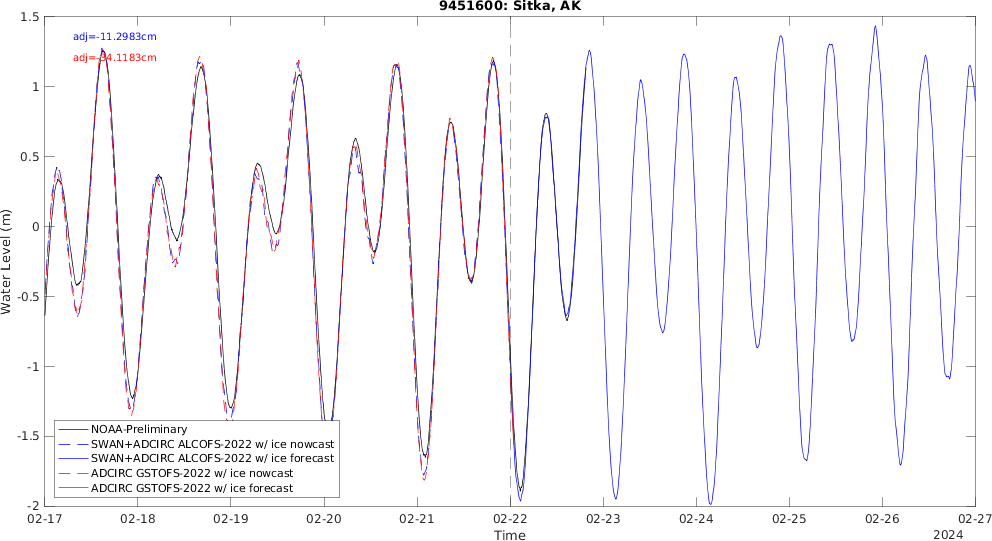 9451600: Sitka, AK
adj=-11.2983cm
adj=-34.1183cm
Water Level (m)
1.5
1
0.5
0
-0.5
-1
-1.5
-2
NOAA-Preliminary
SWAN+ADCIRC ALCOFS-2022 w/ ice nowcast
SWAN+ADCIRC ALCOFS-2022 w/ ice forecast
ADCIRC GSTOFS-2022 w/ ice nowcast
ADCIRC GSTOFS-2022 w/ ice forecast
02-17 02-18 02-19 02-20 02-21 02-22 02-23 02-24 02-25 02-26 02-27
Time
2024